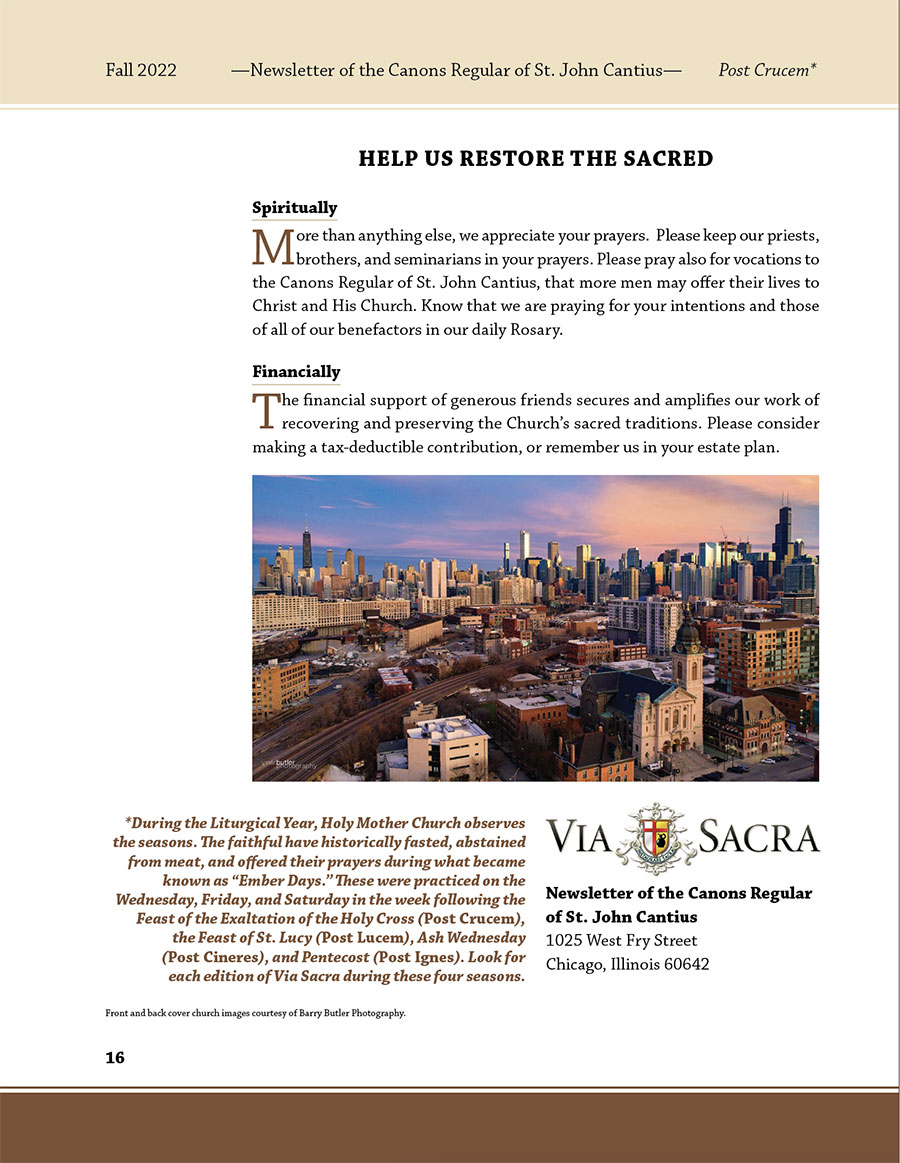 Fall 2022 —Newsletter of the Canons Regular of St. John Cantius— Post Crucem*
HELP US RESTORE THE SACRED
Spiritually
More than anything else, we appreciate your prayers.  Please keep our priests,
brothers, and seminarians in your prayers. Please pray also for vocations to
the Canons Regular of St. John Cantius, that more men may offer their lives to
Christ and His Church. Know that we are praying for your intentions and those
of all of our benefactors in our daily Rosary.
Financially
The financial support of generous friends secures and amplifies our work of
recovering and preserving the Church’s sacred traditions. Please consider
making a tax-deductible contribution, or remember us in your estate plan.
butler
photography
*During the Liturgical Year, Holy Mother Church observes
the seasons. The faithful have historically fasted, abstained
from meat, and offered their prayers during what became
known as “Ember Days.” These were practiced on the
Wednesday, Friday, and Saturday in the week following the
Feast of the Exaltation of the Holy Cross (Post Crucem),
the Feast of St. Lucy (Post Lucem), Ash Wednesday
(Post Cineres), and Pentecost (Post Ignes). Look for
each edition of Via Sacra during these four seasons.
VIA SACRA
Newsletter of the Canons Regular
of St. John Cantius
1025 West Fry Street
Chicago, Illinois 60642
Front and back cover church images courtesy of Barry Butler Photography.
16